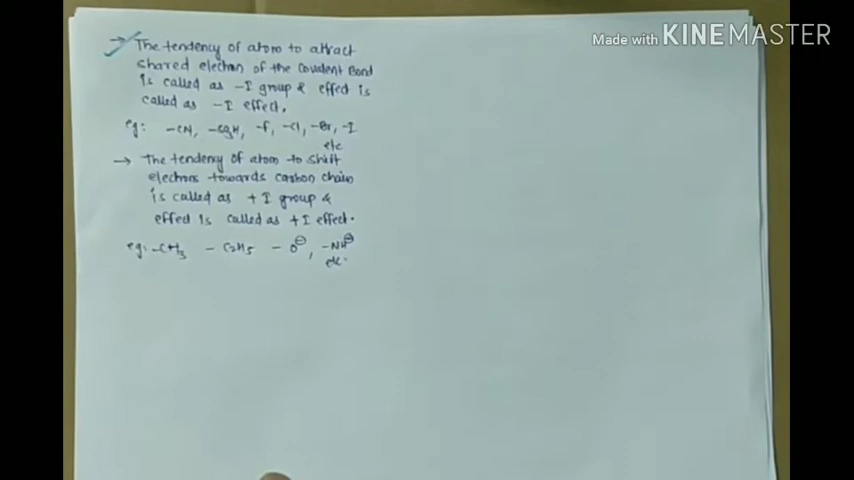 Made with KINEMASTER
→ The tendency of atom to attract
shared electron of the Covalent Bond
is called as -I group & effect is
called as -I effect.
eg: -CN, -CO₂H, -F, -Cl, -Br, -I
etc
→ The tendency of atom to shift
electrons towards carbon chain
is called as + I group &
effect is called as + I effect.
eg: -CH₃ - C₂H₅ - O⊖, -NH⊖
etc.